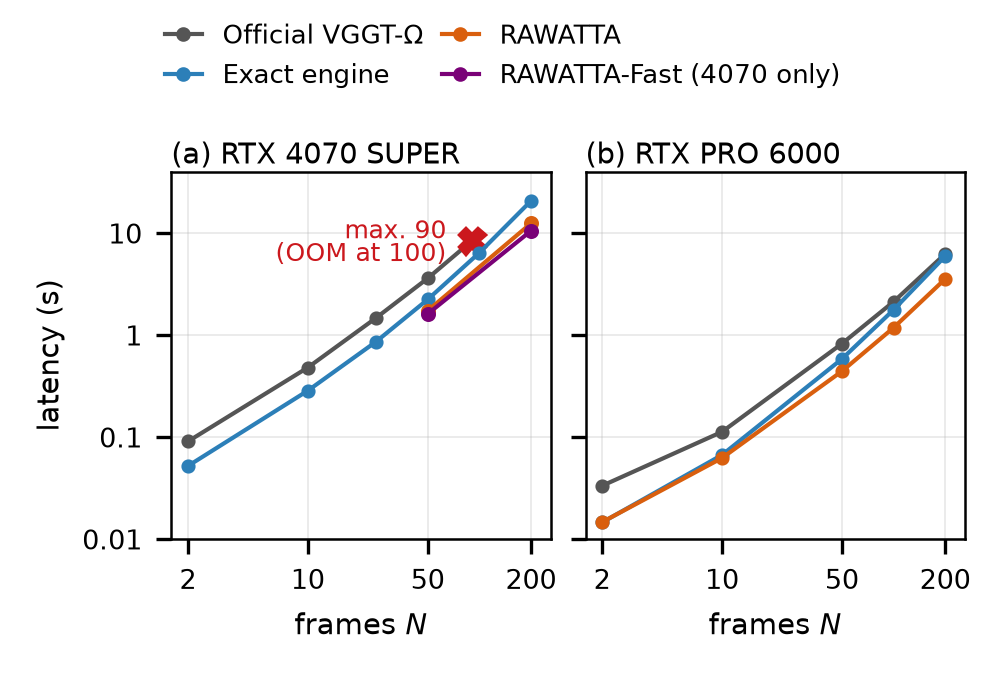 Official VGGT-Ω
RAWATTA
Exact engine
RAWATTA-Fast (4070 only)
(a) RTX 4070 SUPER
(b) RTX PRO 6000
max. 90
(OOM at 100)
latency (s)
10
1
0.1
0.01
2
10
50
200
2
10
50
200
frames N
frames N